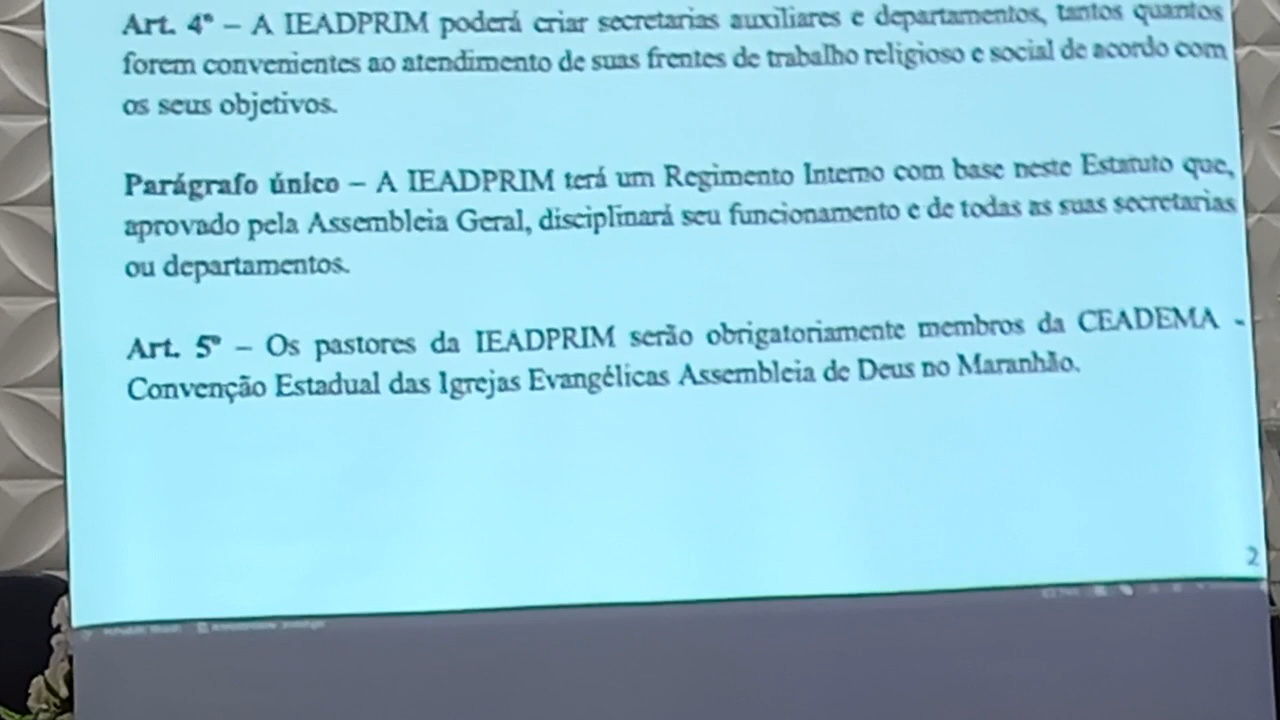 Art. 4º – A IEADPRIM poderá criar secretarias auxiliares e departamentos, tantos quantos
forem convenientes ao atendimento de suas frentes de trabalho religioso e social de acordo com
os seus objetivos.
Parágrafo único – A IEADPRIM terá um Regimento Interno com base neste Estatuto que,
aprovado pela Assembleia Geral, disciplinará seu funcionamento e de todas as suas secretarias
ou departamentos.
Art. 5º – Os pastores da IEADPRIM serão obrigatoriamente membros da CEADEMA -
Convenção Estadual das Igrejas Evangélicas Assembleia de Deus no Maranhão.
2